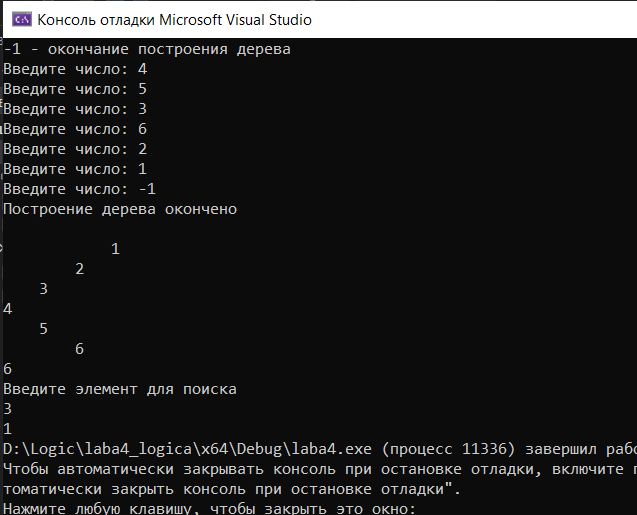 Консоль отладки Microsoft Visual Studio
-1 - окончание построения дерева
Введите число: 4
Введите число: 5
Введите число: 3
Введите число: 6
Введите число: 2
Введите число: 1
Введите число: -1
Построение дерева окончено
1
2
3
4
5
6
6
Введите элемент для поиска
3
1
D:\Logic\laba4_logica\x64\Debug\laba4.exe (процесс 11336) завершил
Чтобы автоматически закрывать консоль при остановке отладки, включите
томатически закрыть консоль при остановке отладки".
Нажмите любую клавишу, чтобы закрыть это окно: